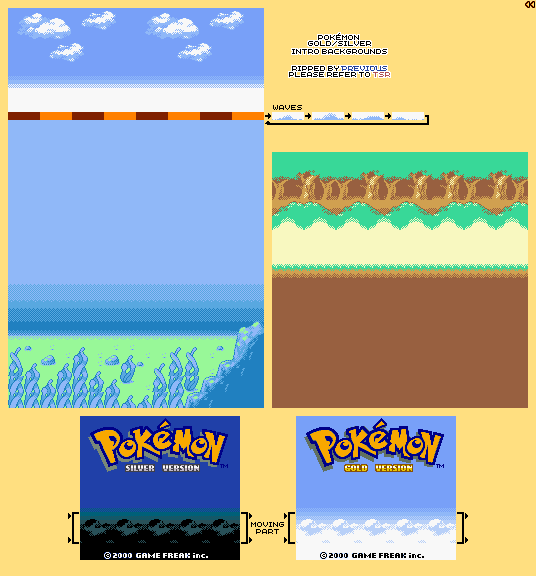 POKÉMON
GOLD/SILVER
INTRO BACKGROUNDS
RIPPED BY PREVIOUS
PLEASE REFER TO TSR
WAVES
POKéMON TM
SILVER VERSION
©2000 GAME FREAK inc.
MOVING
PART
POKéMON TM
GOLD VERSION
©2000 GAME FREAK inc.